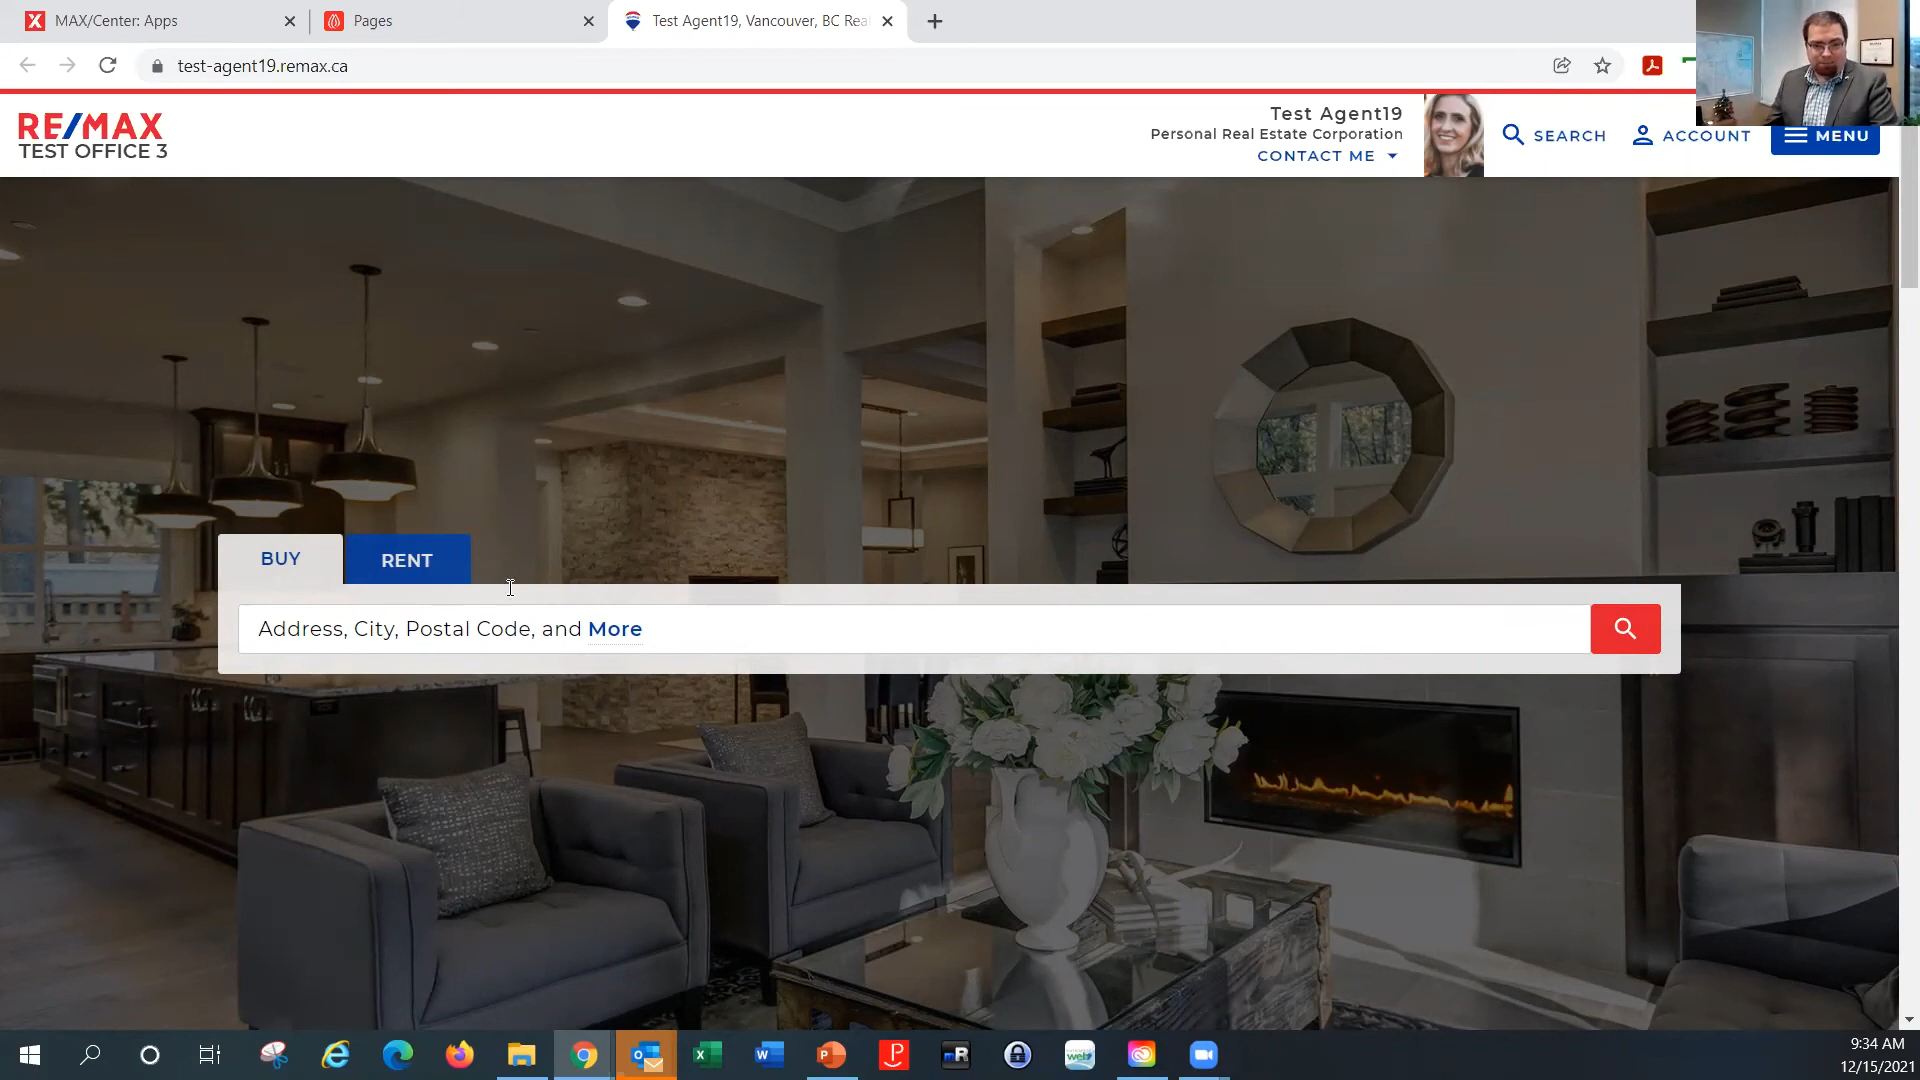 MAX/Center: Apps
Pages
Test Agent19, Vancouver, BC Rea
test-agent19.remax.ca
RE/MAX
TEST OFFICE 3
Test Agent19
Personal Real Estate Corporation
CONTACT ME
SEARCH
ACCOUNT
MENU
BUY
RENT
Address, City, Postal Code, and More
9:34 AM
12/15/2021